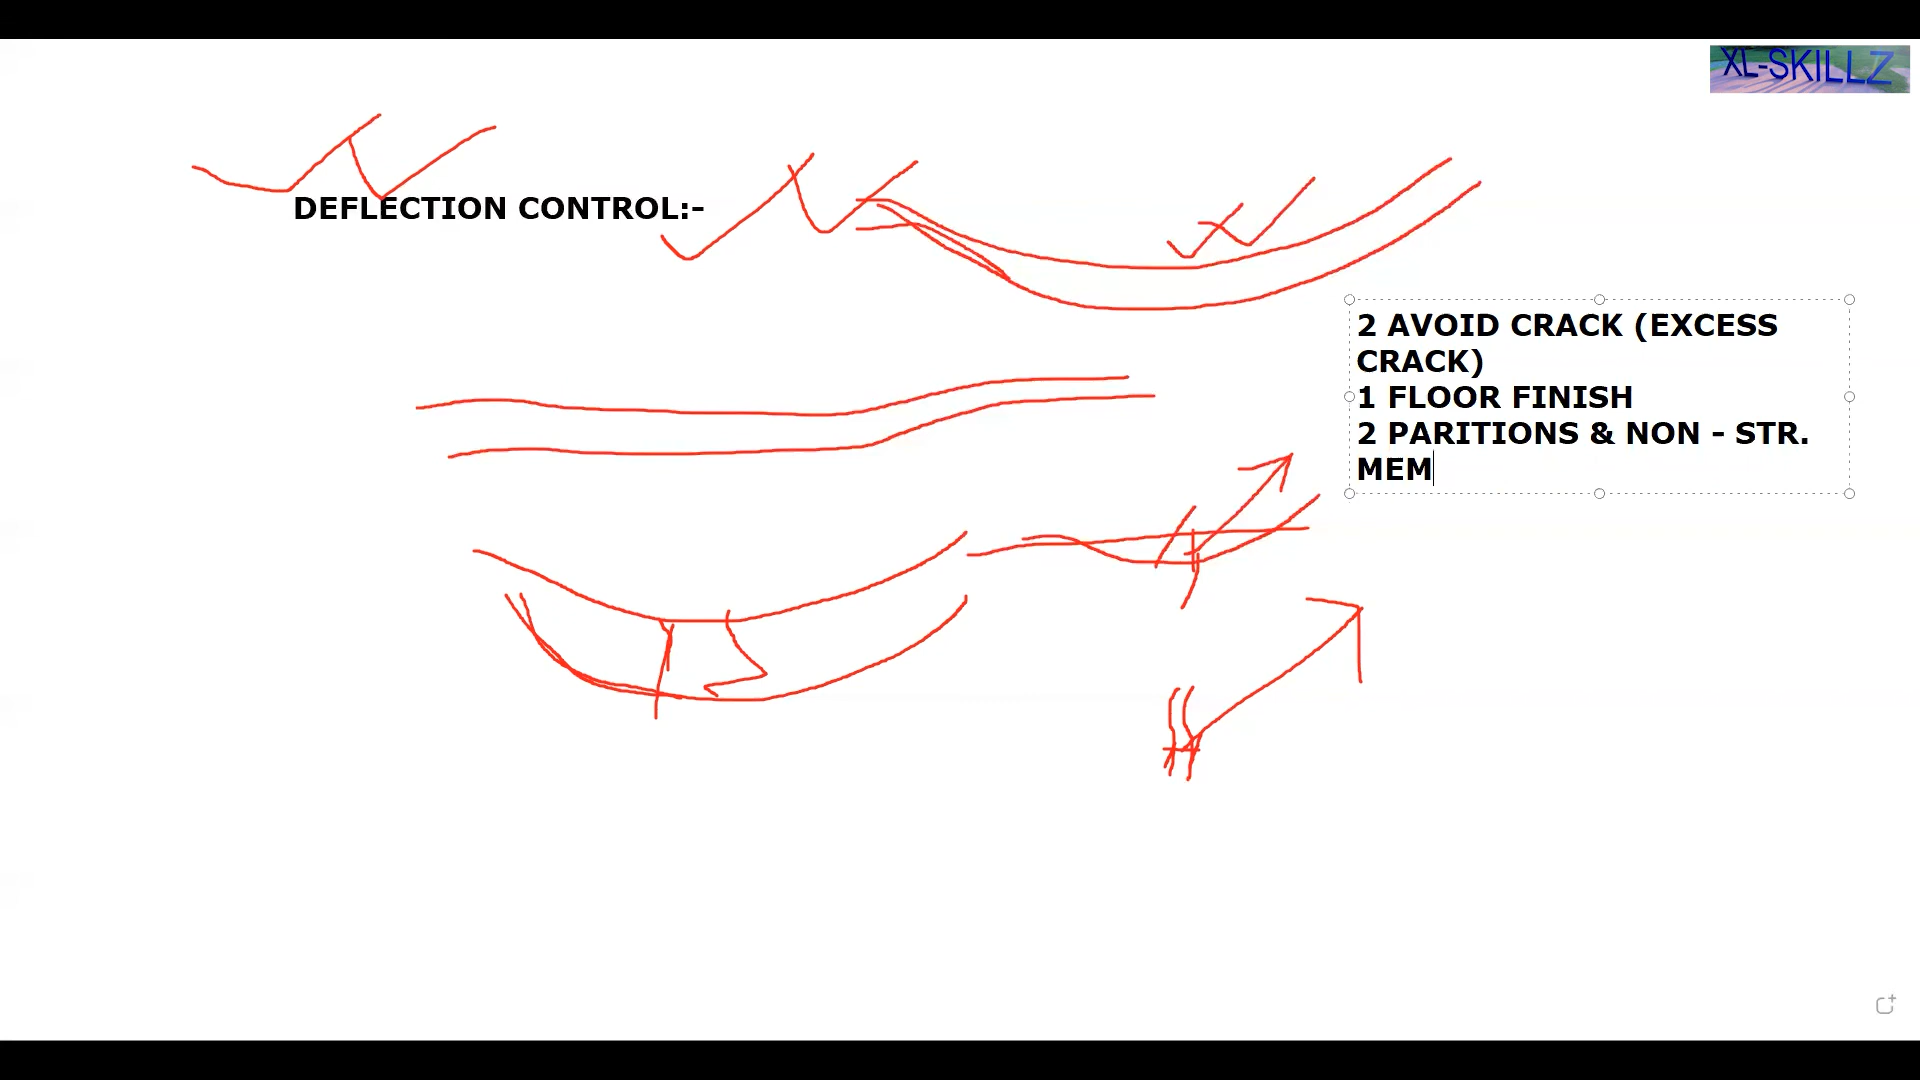 XL-SKILLZ
DEFLECTION CONTROL:-
2 AVOID CRACK (EXCESS
CRACK)
1 FLOOR FINISH
2 PARITIONS & NON - STR.
MEM